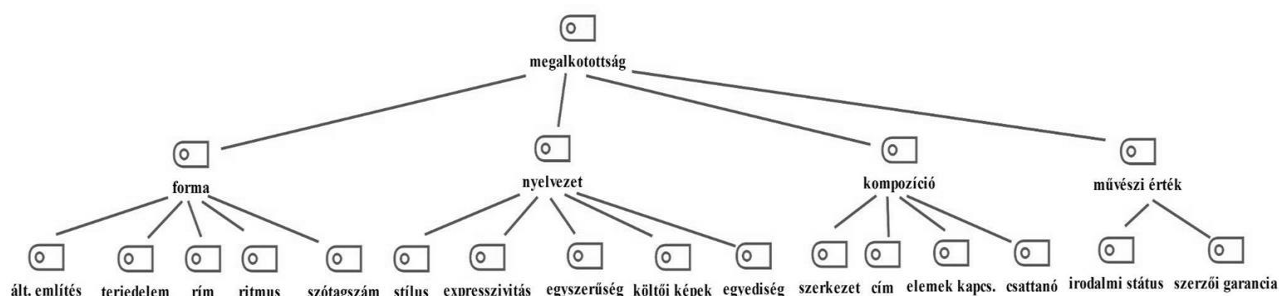 megalkotottság
forma
nyelvezet
kompozíció
művészi érték
ált. említés
terjedelem
rím
ritmus
szótagszám
stílus
expresszivitás
egyszerűség
költői képek
egyediség
szerkezet
cím
elemek kapcs.
csattanó
irodalmi státus
szerzői garancia